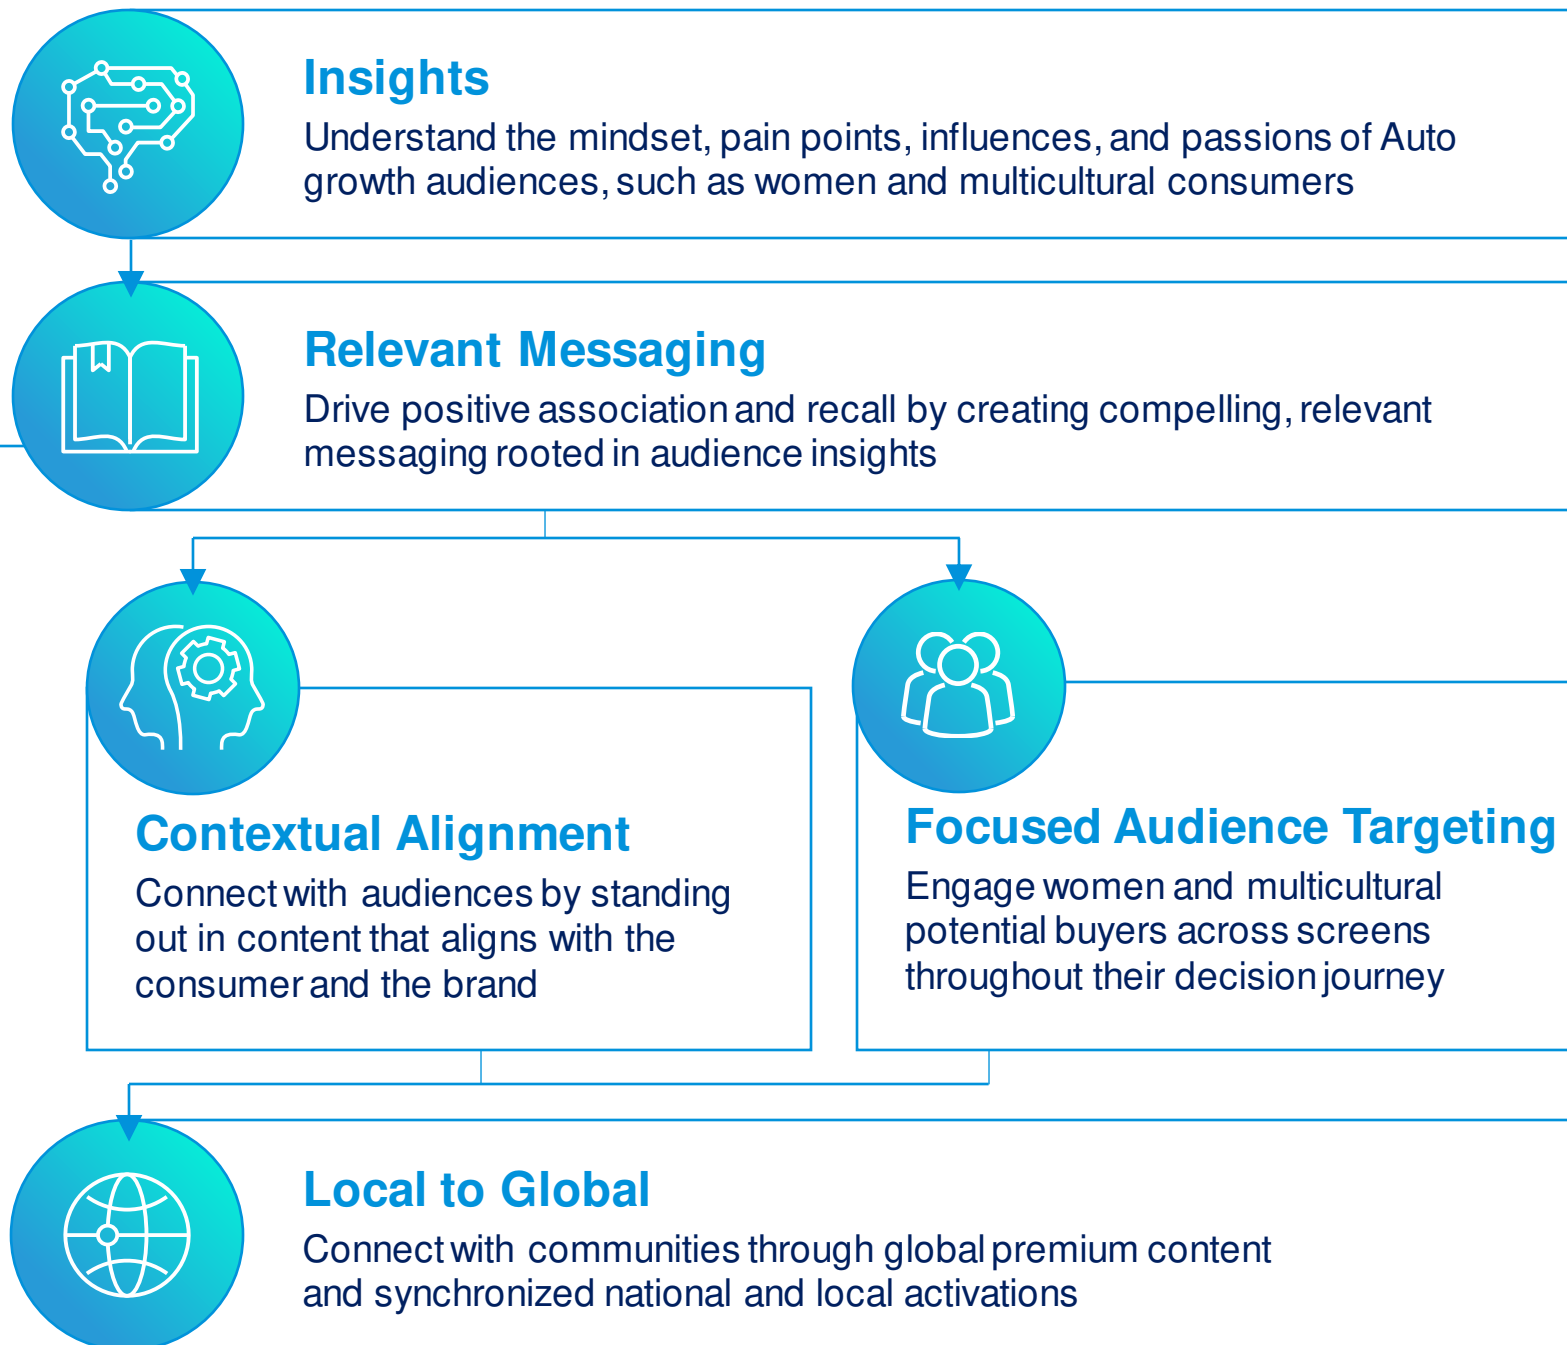 Insights
Understand the mindset, pain points, influences, and passions of Auto
growth audiences, such as women and multicultural consumers
Relevant Messaging
Drive positive association and recall by creating compelling, relevant
messaging rooted in audience insights
Contextual Alignment
Connect with audiences by standing
out in content that aligns with the
consumer and the brand
Focused Audience Targeting
Engage women and multicultural
potential buyers across screens
throughout their decision journey
Local to Global
Connect with communities through global premium content
and synchronized national and local activations